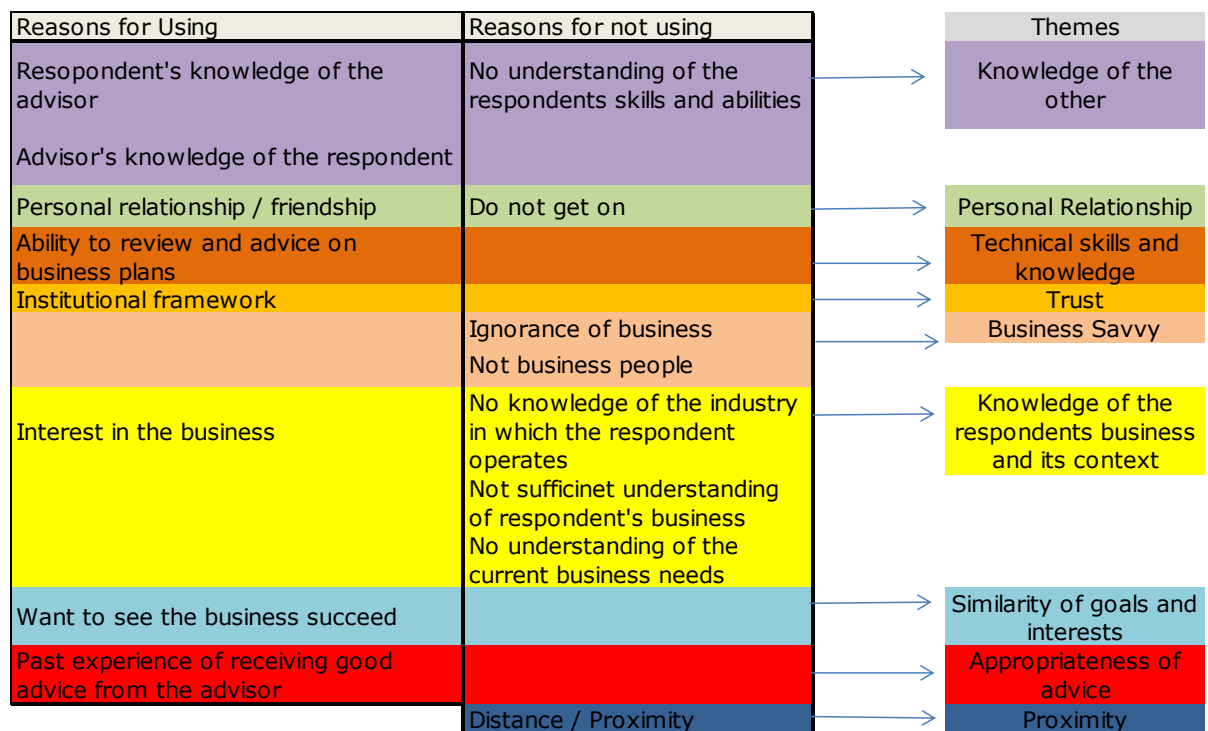 Reasons for Using
Reasons for not using
Themes
Resopondent's knowledge of the
advisor
Advisor's knowledge of the respondent
No understanding of the
respondents skills and abilities
Knowledge of the
other
Personal relationship / friendship
Do not get on
Personal Relationship
Ability to review and advice on
business plans
Technical skills and
knowledge
Institutional framework
Trust
Ignorance of business
Not business people
Business Savvy
Interest in the business
No knowledge of the industry
in which the respondent
operates
Not sufficinet understanding
of respondent's business
No understanding of the
current business needs
Knowledge of the
respondents business
and its context
Want to see the business succeed
Similarity of goals and
interests
Past experience of receiving good
advice from the advisor
Appropriateness of
advice
Distance / Proximity
Proximity